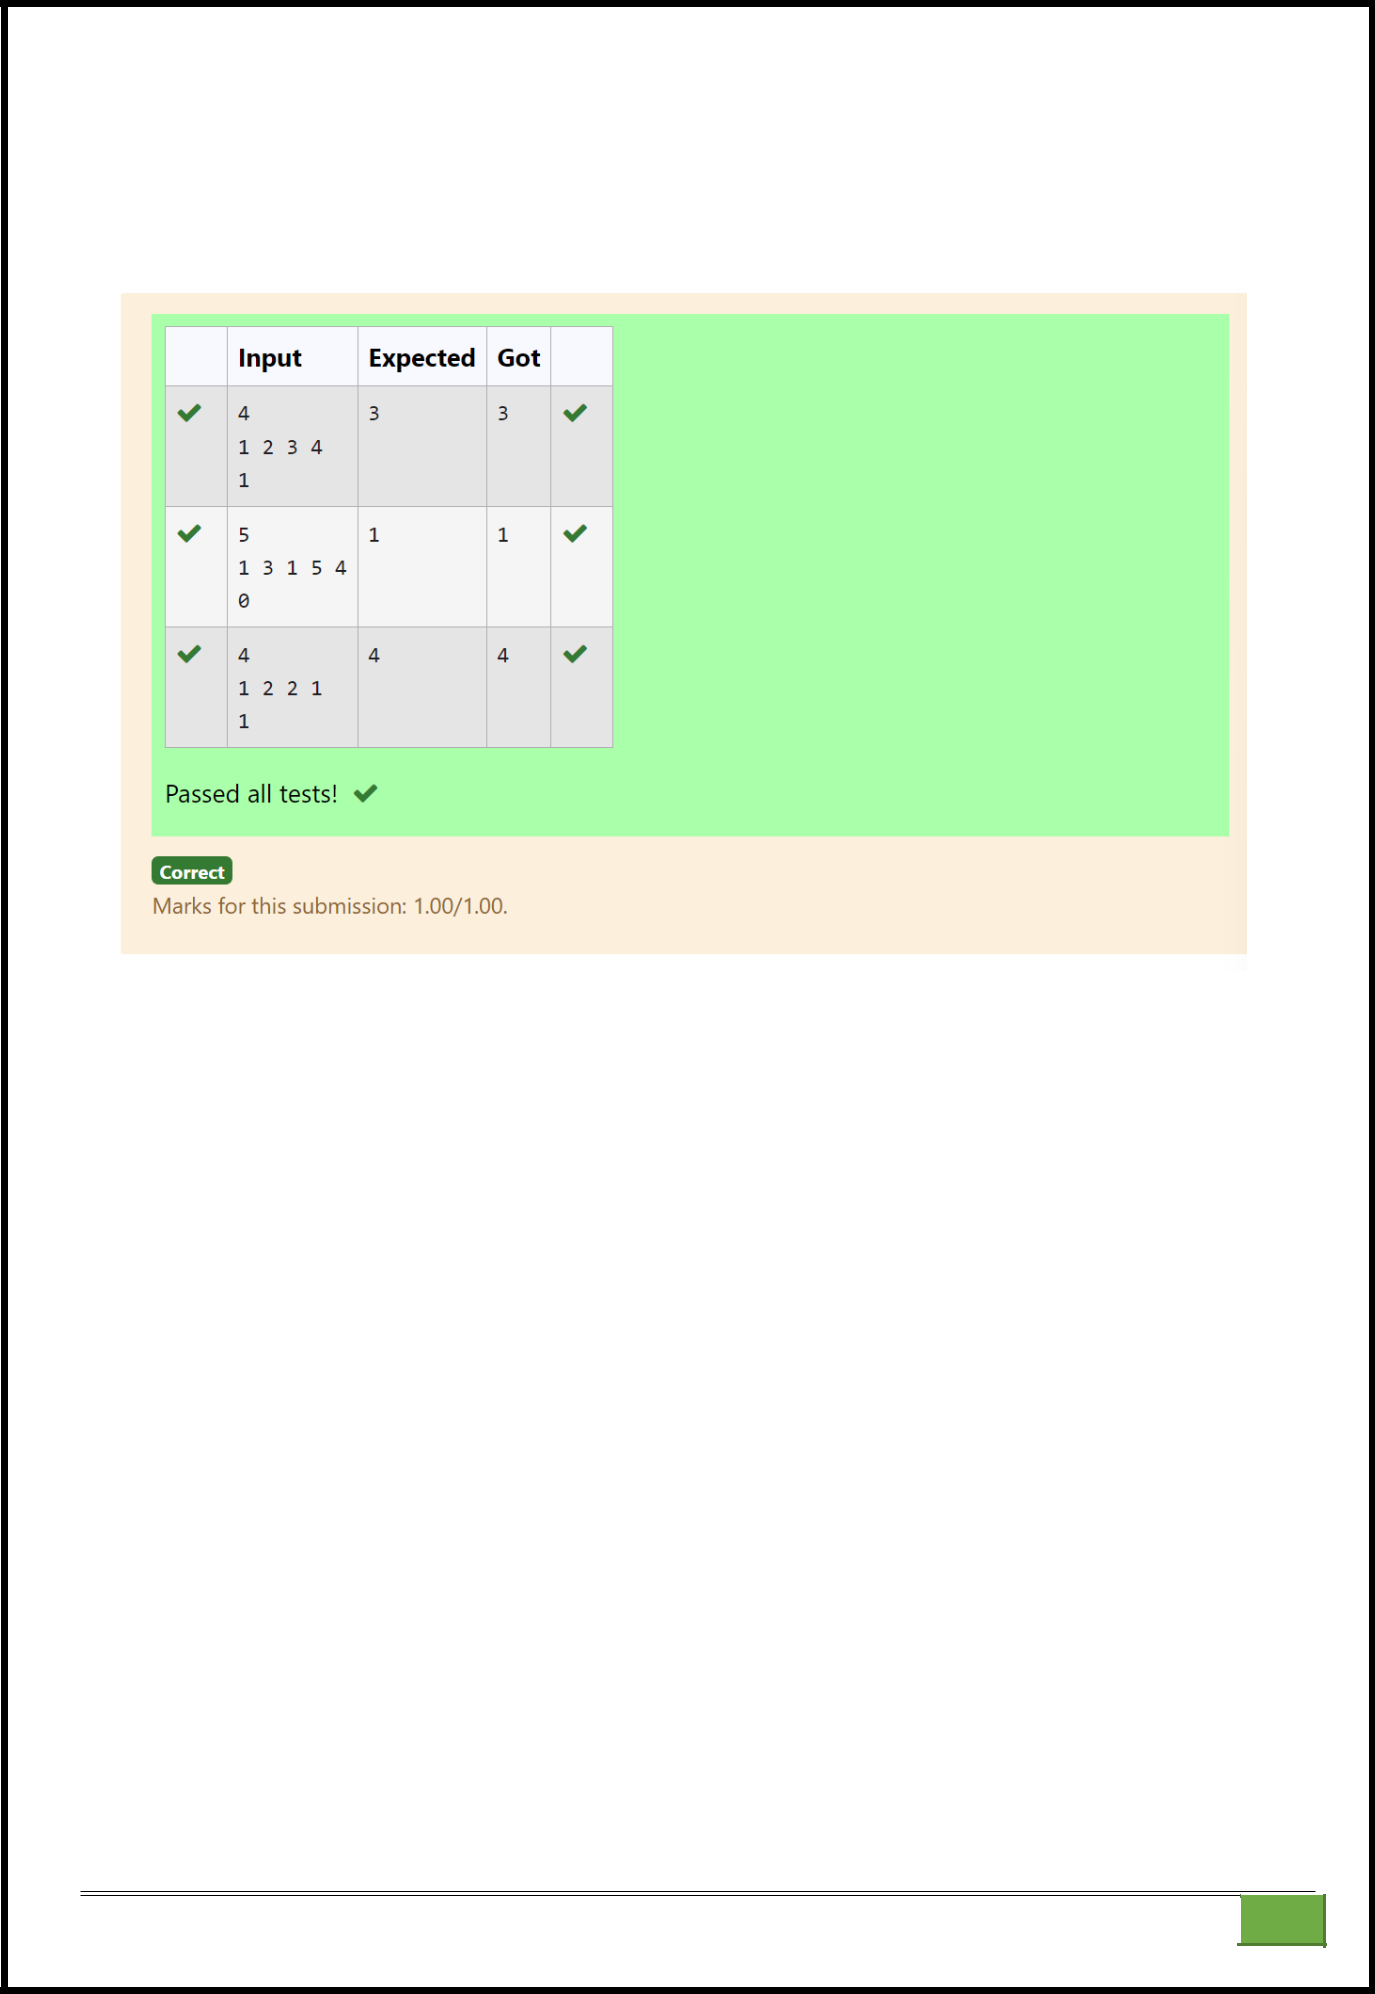 Input Expected Got
4 3 3
1 2 3 4
1
5 1 1
1 3 1 5 4
0
4 4 4
1 2 2 1
1
Passed all tests!
Correct
Marks for this submission: 1.00/1.00.